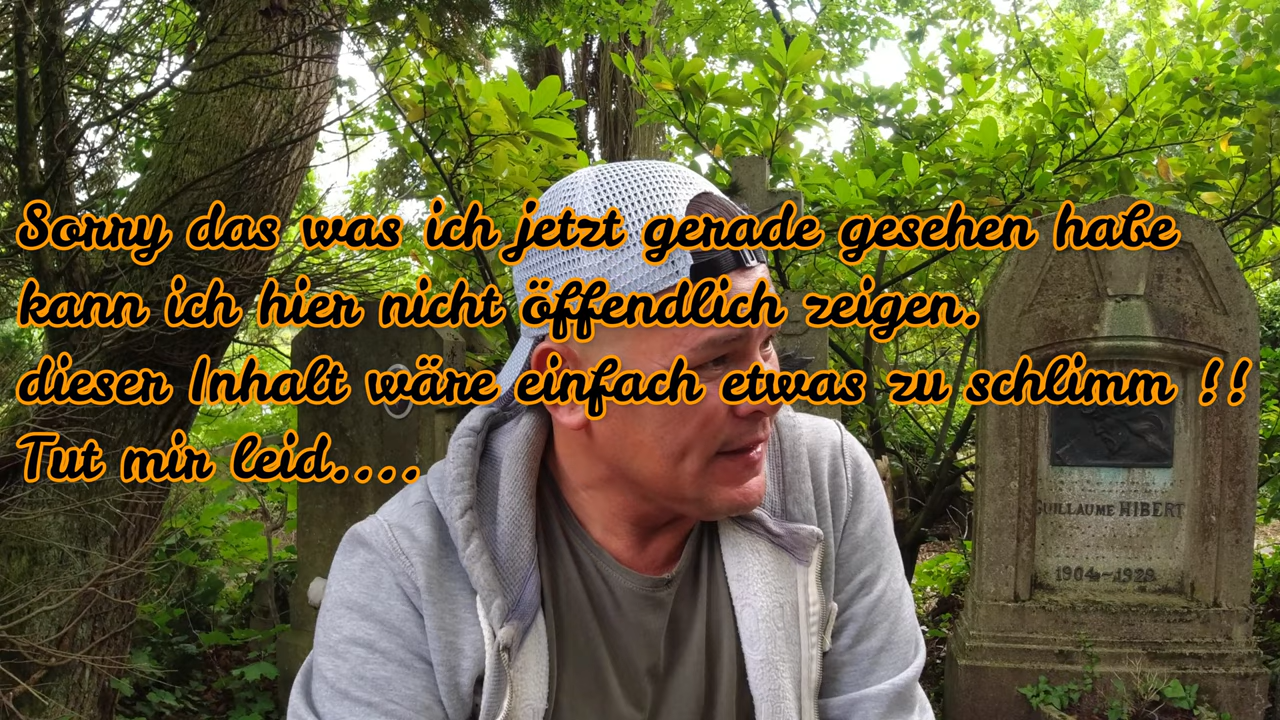 Sorry das was ich jetzt gerade gesehen habe
kann ich hier nicht öffendlich zeigen.
dieser Inhalt wäre einfach etwas zu schlimm !!
Tut mir leid....
GUILLAUME HIBERT
1904-1929